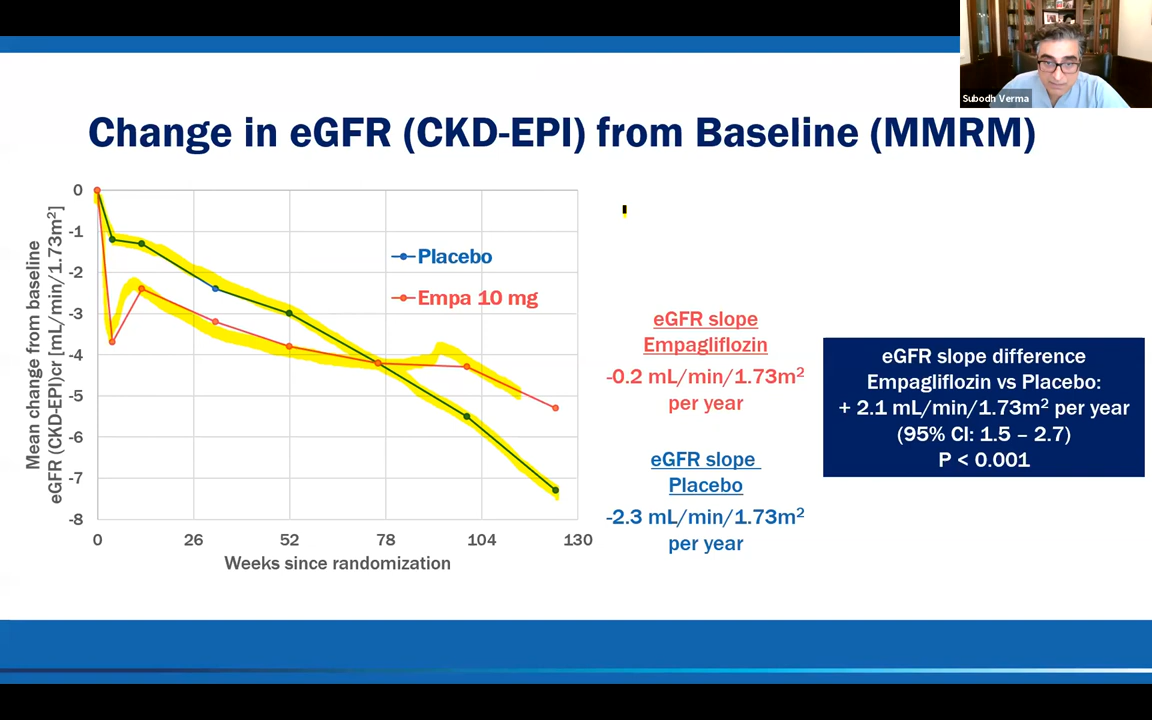 Subodh Verma
Change in eGFR (CKD-EPI) from Baseline (MMRM)
Mean change from baseline
eGFR (CKD-EPI)cr [mL/min/1.73m²]
0
-1
-2
-3
-4
-5
-6
-7
-8
Placebo
Empa 10 mg
0 26 52 78 104 130
Weeks since randomization
eGFR slope
Empagliflozin
-0.2 mL/min/1.73m²
per year
eGFR slope
Placebo
-2.3 mL/min/1.73m²
per year
eGFR slope difference
Empagliflozin vs Placebo:
+ 2.1 mL/min/1.73m² per year
(95% CI: 1.5 – 2.7)
P < 0.001